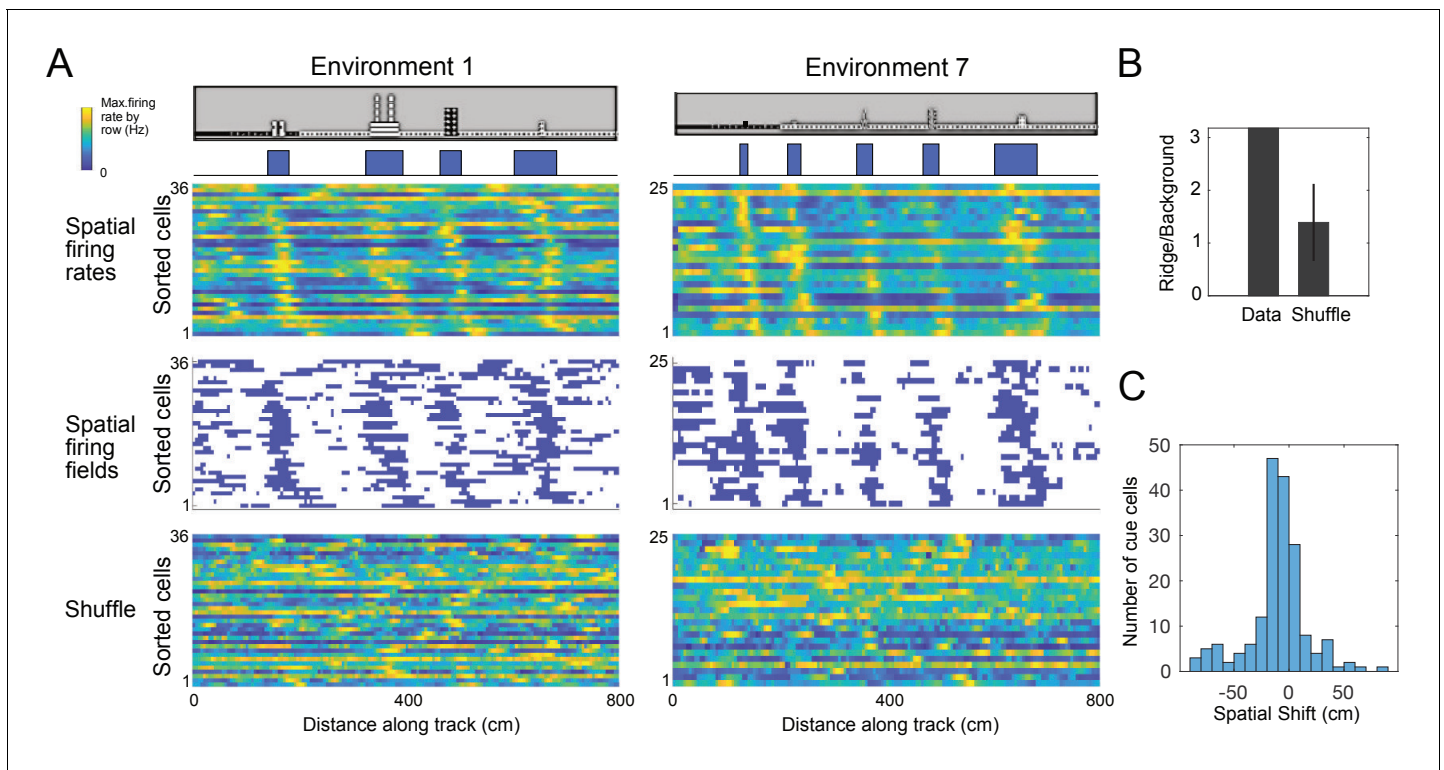 A
Environment 1
Environment 7
Max.firing
rate by
row (Hz)
0
Spatial
firing
rates
Sorted cells
36
1
25
1
Spatial
firing
fields
Sorted cells
36
1
25
1
Shuffle
Sorted cells
36
1
25
1
0
400
800
0
400
800
Distance along track (cm)
Distance along track (cm)
B
Ridge/Background
3
2
1
0
Data
Shuffle
C
Number of cue cells
50
40
30
20
10
0
-50
0
50
Spatial Shift (cm)